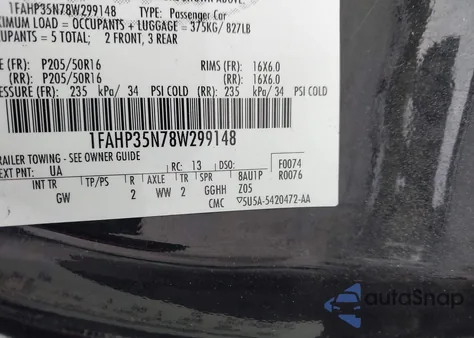 1FAHP35N78W299148 TYPE: Passenger Car
XIMUM LOAD = OCCUPANTS + LUGGAGE = 375KG/ 827LB
CUPANTS = 5 TOTAL; 2 FRONT, 3 REAR
E (FR): P205/50R16 RIMS (FR): 16X6.0
(RR): P205/50R16 (RR): 16X6.0
ESSURE (FR): 235 kPa/ 34 PSI COLD (RR): 235 kPa/ 34 PSI COLD
1FAHP35N78W299148
RAILER TOWING - SEE OWNER GUIDE
EXT PNT: UA RC: 13 DSO: F0074
INT TR TP/PS R AXLE TR SPR BAU1P R0076
GW 2 WW 2 GGHH Z05
CMC 5U5A-5420472-AA
autoSnap